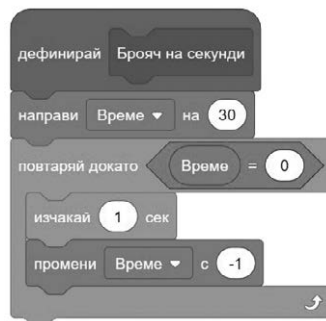 дефинирай Брояч на секунди
направи Време на 30
повтаряй докато Време = 0
изчакай 1 сек
промени Време с -1